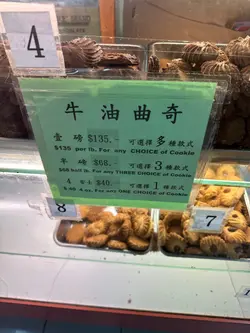 4
牛油曲奇
壹磅 $135.- 可選擇多種款式
$135 per lb. For any CHOICE of Cookie
半磅 $68. 可選擇3種款式
$68 half lb. For any THREE CHOICE of Cookie
4 安士 $40. 可選擇1種款式
ozs. For any ONE CHOICE of Cookie
8
7